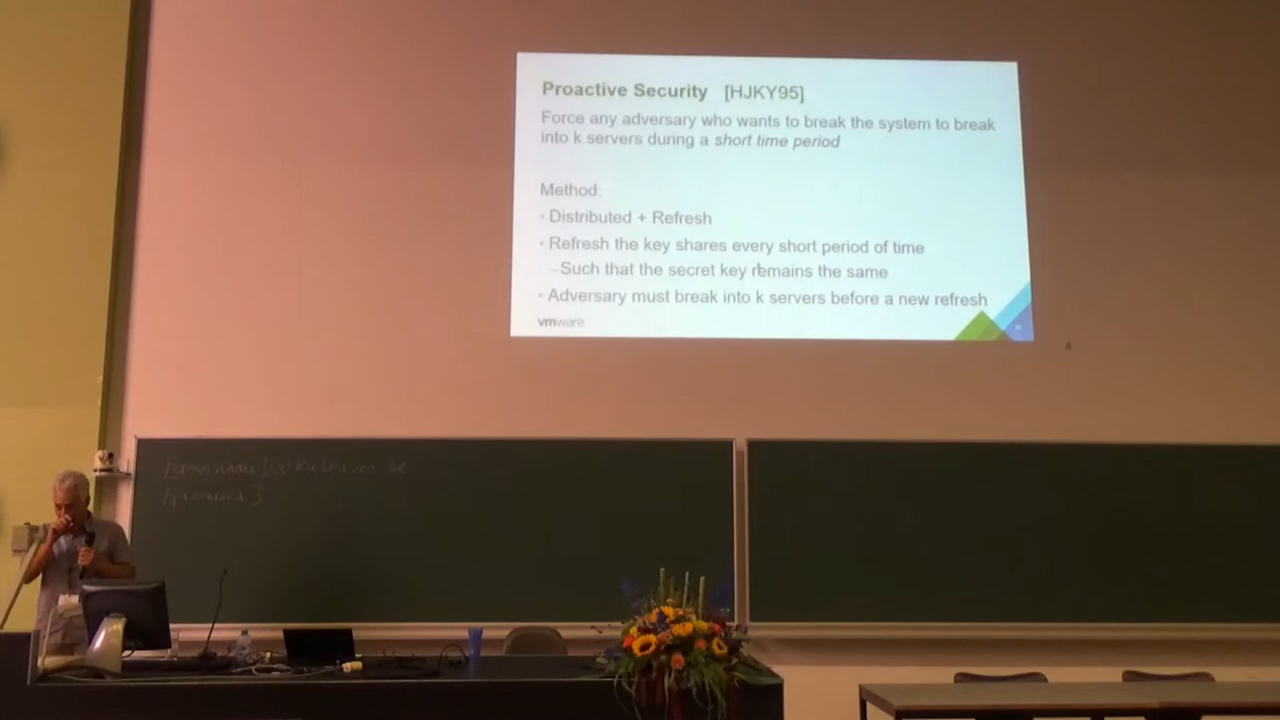 Proactive Security [HJKY95]
Force any adversary who wants to break the system to break
into k servers during a short time period
Method:
• Distributed + Refresh
• Refresh the key shares every short period of time
–Such that the secret key remains the same
• Adversary must break into k servers before a new refresh
vmware
[password]